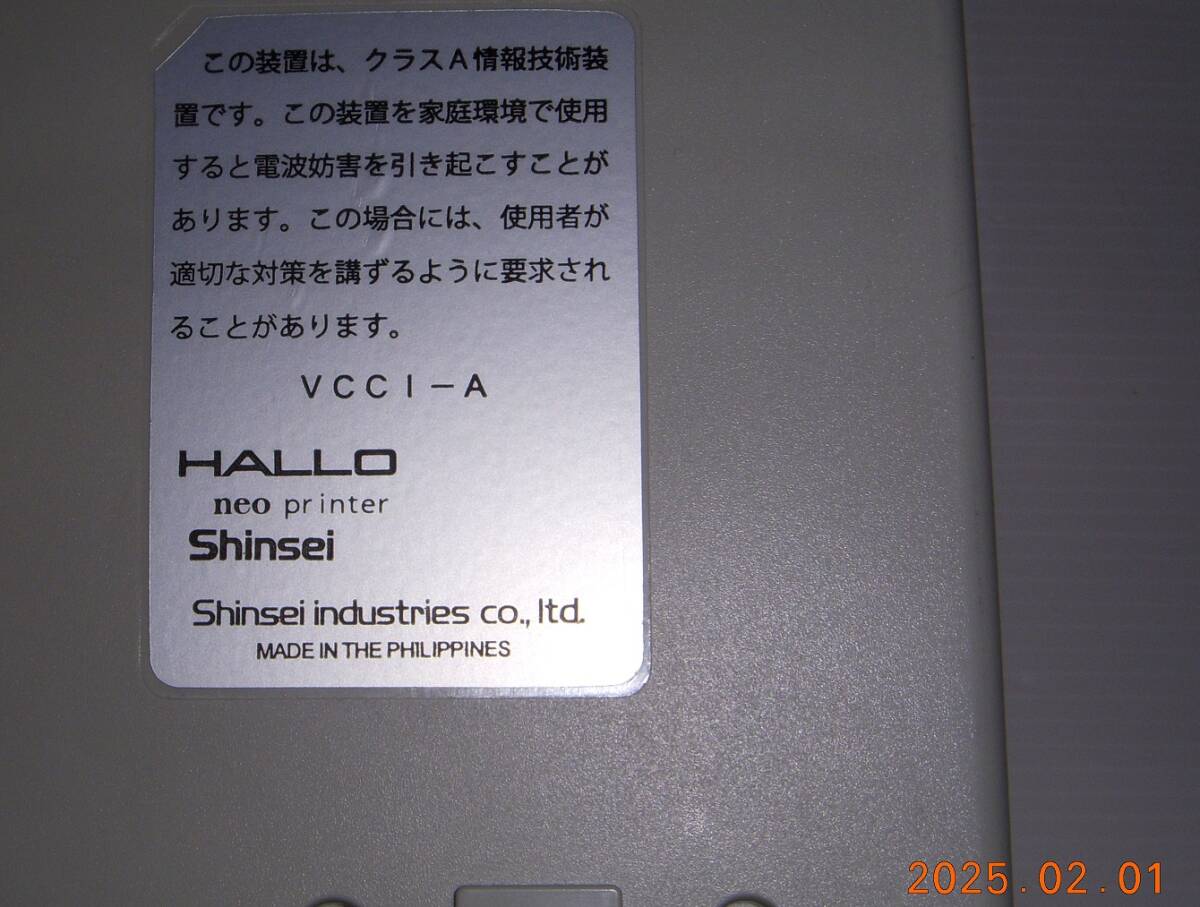 この装置は、クラスA情報技術装
置です。この装置を家庭環境で使用
すると電波妨害を引き起こすことが
あります。この場合には、使用者が
適切な対策を講ずるように要求され
ることがあります。
VCCI－A
HALLO
neo printer
Shinsei
Shinsei industries co., ltd.
MADE IN THE PHILIPPINES
2025.02.01